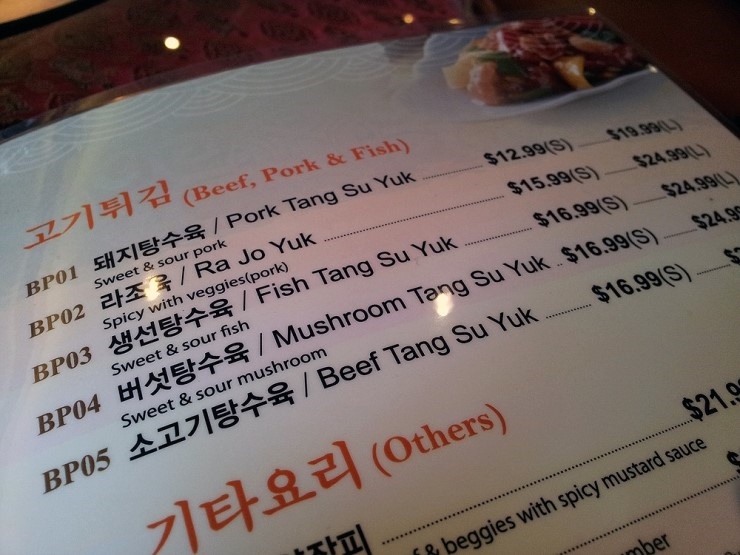 고기튀김 (Beef, Pork & Fish)
BP01 돼지탕수육 / Pork Tang Su Yuk $12.99(S) $19.99(L)
Sweet & sour pork
BP02 라조육 / Ra Jo Yuk $15.99(S) $24.99(L)
Spicy with veggies(pork)
BP03 생선탕수육 / Fish Tang Su Yuk $16.99(S) $24.99(L)
Sweet & sour fish
BP04 버섯탕수육 / Mushroom Tang Su Yuk $16.99(S) $24.99
Sweet & sour mushroom
BP05 소고기탕수육 / Beef Tang Su Yuk $16.99(S)
기타요리 (Others)
$21.9
& beggies with spicy mustard sauce